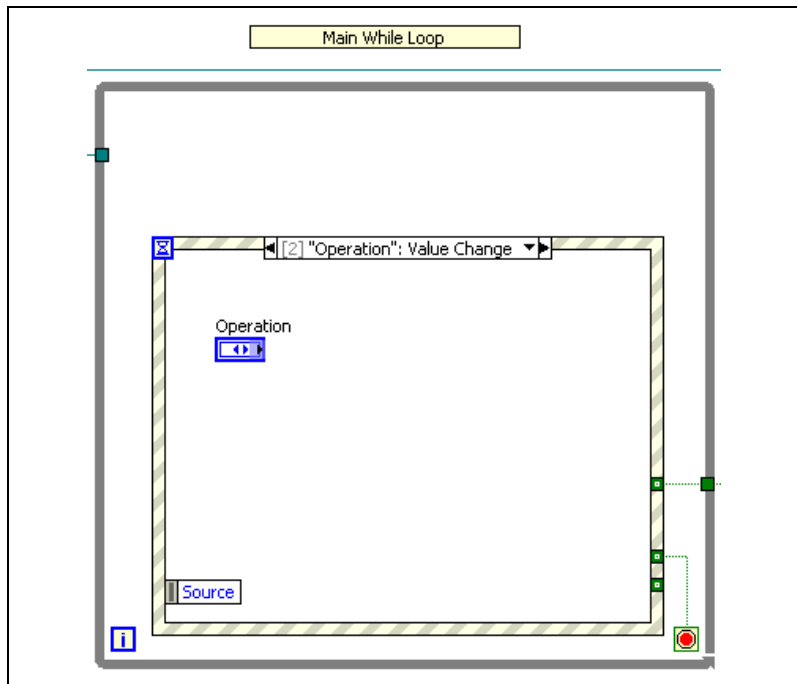 Main While Loop
[2] "Operation": Value Change
Operation
Source
i